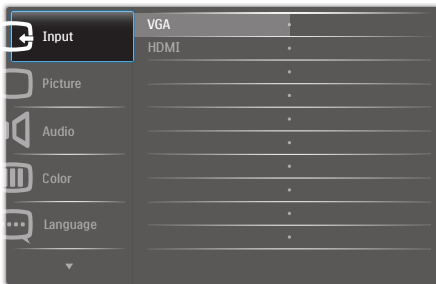 Input
VGA
HDMI
Picture
Audio
Color
Language